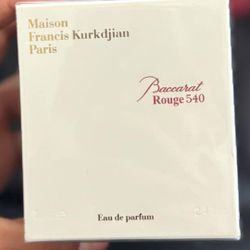 Maison
Francis Kurkdjian
Paris
Baccarat
Rouge 540
Eau de parfum